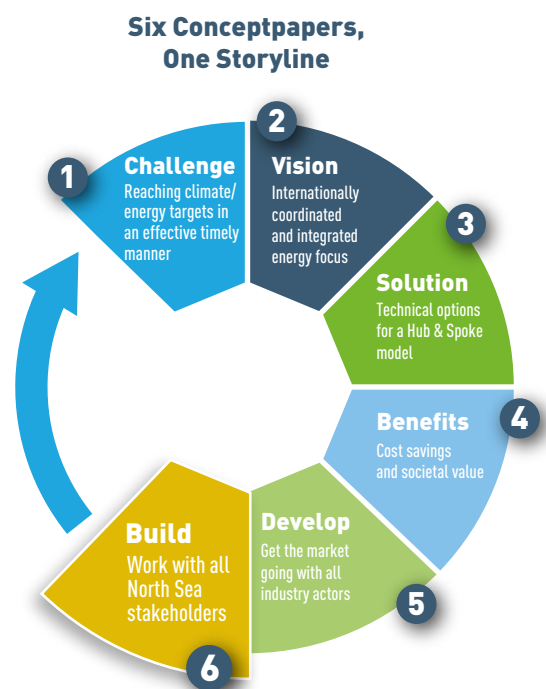 Six Conceptpapers,
One Storyline
1
Challenge
Reaching climate/
energy targets in
an effective timely
manner
2
Vision
Internationally
coordinated
and integrated
energy focus
3
Solution
Technical options
for a Hub & Spoke
model
4
Benefits
Cost savings
and societal value
5
Develop
Get the market
going with all
industry actors
6
Build
Work with all
North Sea
stakeholders